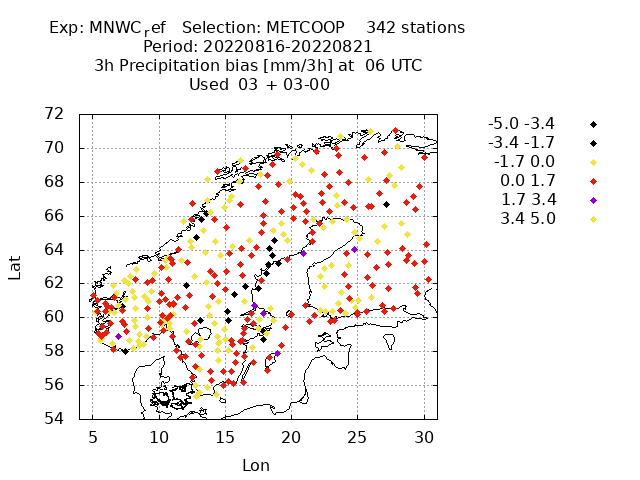 Exp: MNWC_ref Selection: METCOOP 342 stations
Period: 20220816-20220821
3h Precipitation bias [mm/3h] at 06 UTC
Used 03 + 03-00
-5.0 -3.4
-3.4 -1.7
-1.7 0.0
0.0 1.7
1.7 3.4
3.4 5.0
72
70
68
66
64
62
60
58
56
54
Lat
5 10 15 20 25 30
Lon